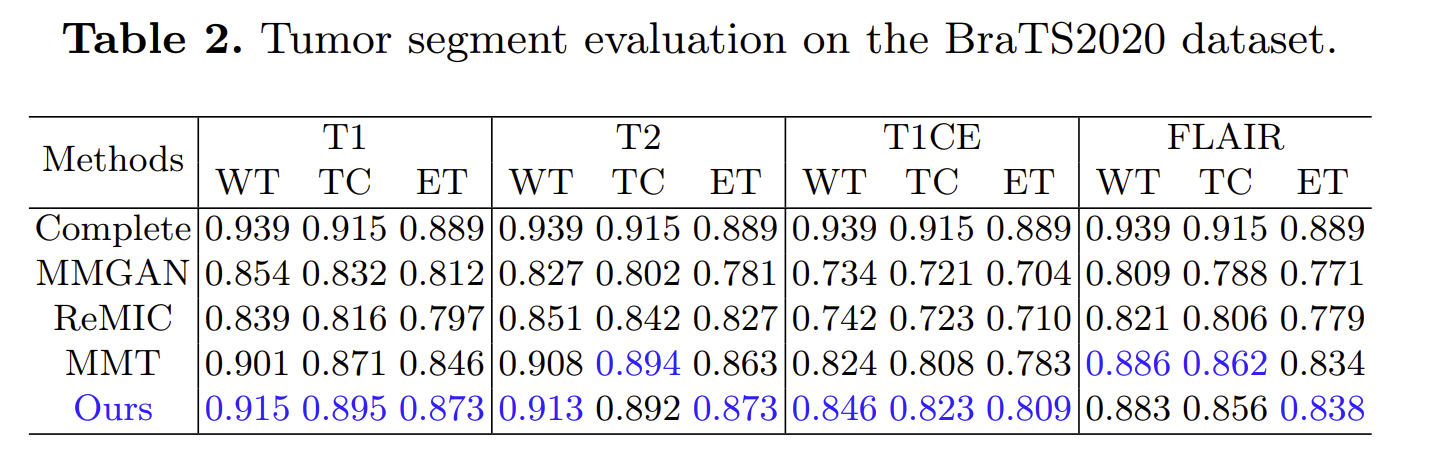 Table 2. Tumor segment evaluation on the BraTS2020 dataset.
Methods T1 T2 T1CE FLAIR
WT TC ET WT TC ET WT TC ET WT TC ET
Complete 0.939 0.915 0.889 0.939 0.915 0.889 0.939 0.915 0.889 0.939 0.915 0.889
MMGAN 0.854 0.832 0.812 0.827 0.802 0.781 0.734 0.721 0.704 0.809 0.788 0.771
ReMIC 0.839 0.816 0.797 0.851 0.842 0.827 0.742 0.723 0.710 0.821 0.806 0.779
MMT 0.901 0.871 0.846 0.908 0.894 0.863 0.824 0.808 0.783 0.886 0.862 0.834
Ours 0.915 0.895 0.873 0.913 0.892 0.873 0.846 0.823 0.809 0.883 0.856 0.838